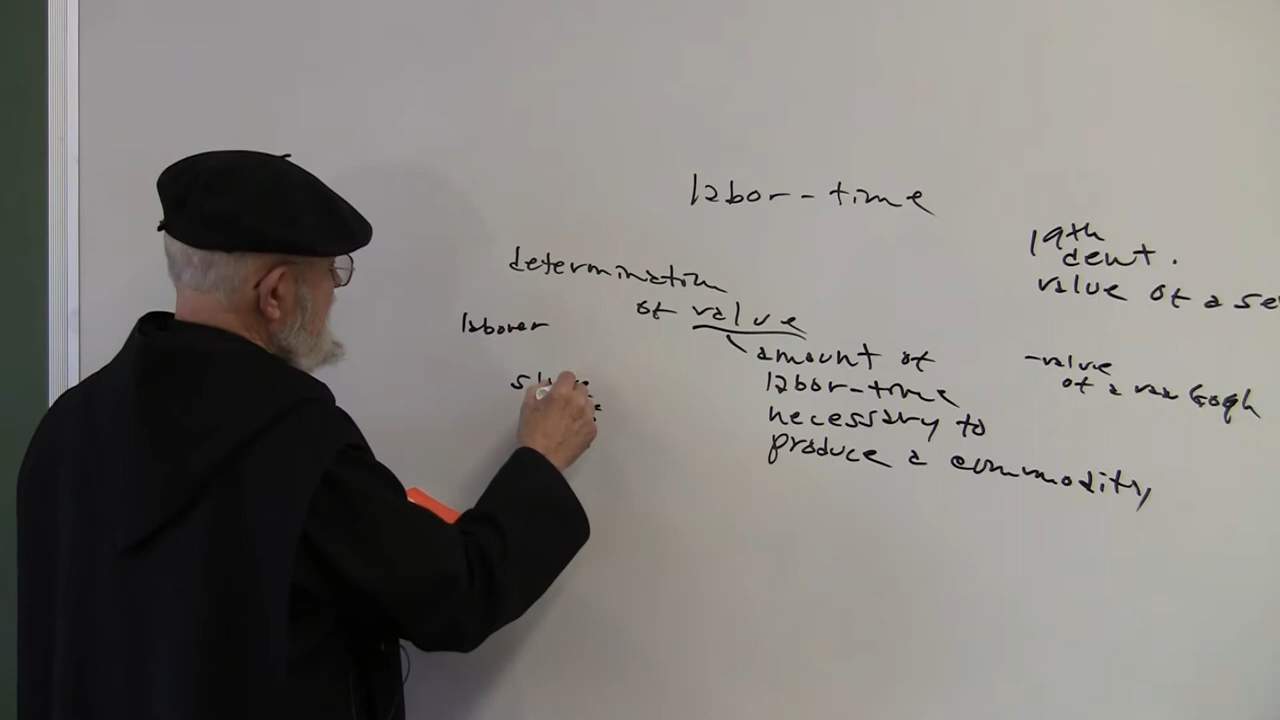 labor-time
determination
of value
laborer
amount of
labor-time
necessary to
produce a commodity
19th
cent.
value of a
-value
of a van Gogh